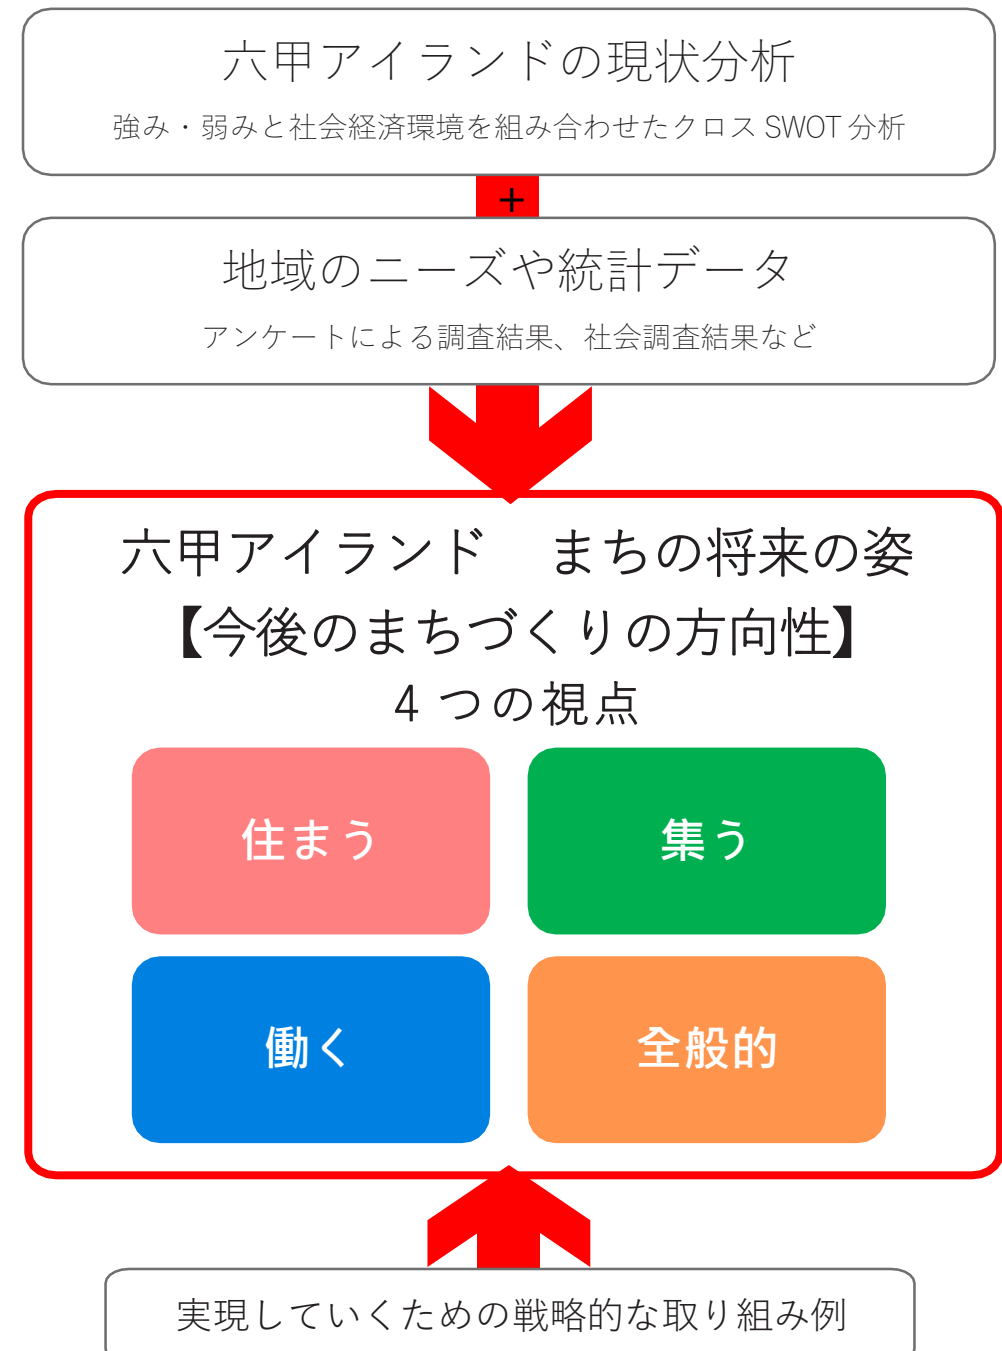 六甲アイランドの現状分析
強み・弱みと社会経済環境を組み合わせたクロス SWOT 分析
+
地域のニーズや統計データ
アンケートによる調査結果、社会調査結果など
六甲アイランド　まちの将来の姿
【今後のまちづくりの方向性】
4 つの視点
住まう
集う
働く
全般的
実現していくための戦略的な取り組み例